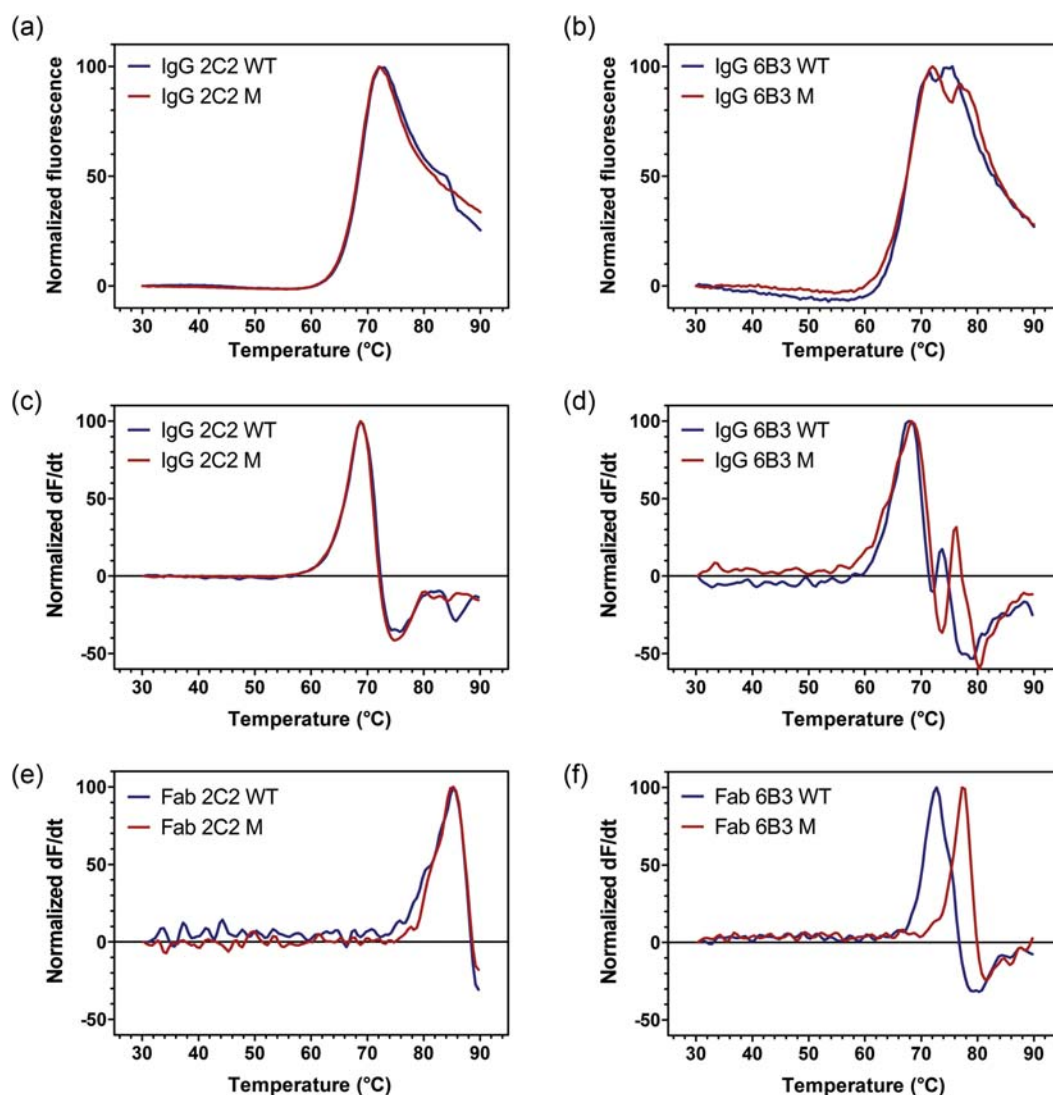 (a)
IgG 2C2 WT
IgG 2C2 M
Normalized fluorescence
100
50
0
30 40 50 60 70 80 90
Temperature (°C)
(b)
IgG 6B3 WT
IgG 6B3 M
Normalized fluorescence
100
50
0
30 40 50 60 70 80 90
Temperature (°C)
(c)
IgG 2C2 WT
IgG 2C2 M
Normalized dF/dt
100
50
0
-50
30 40 50 60 70 80 90
Temperature (°C)
(d)
IgG 6B3 WT
IgG 6B3 M
Normalized dF/dt
100
50
0
-50
30 40 50 60 70 80 90
Temperature (°C)
(e)
Fab 2C2 WT
Fab 2C2 M
Normalized dF/dt
100
50
0
-50
30 40 50 60 70 80 90
Temperature (°C)
(f)
Fab 6B3 WT
Fab 6B3 M
Normalized dF/dt
100
50
0
-50
30 40 50 60 70 80 90
Temperature (°C)